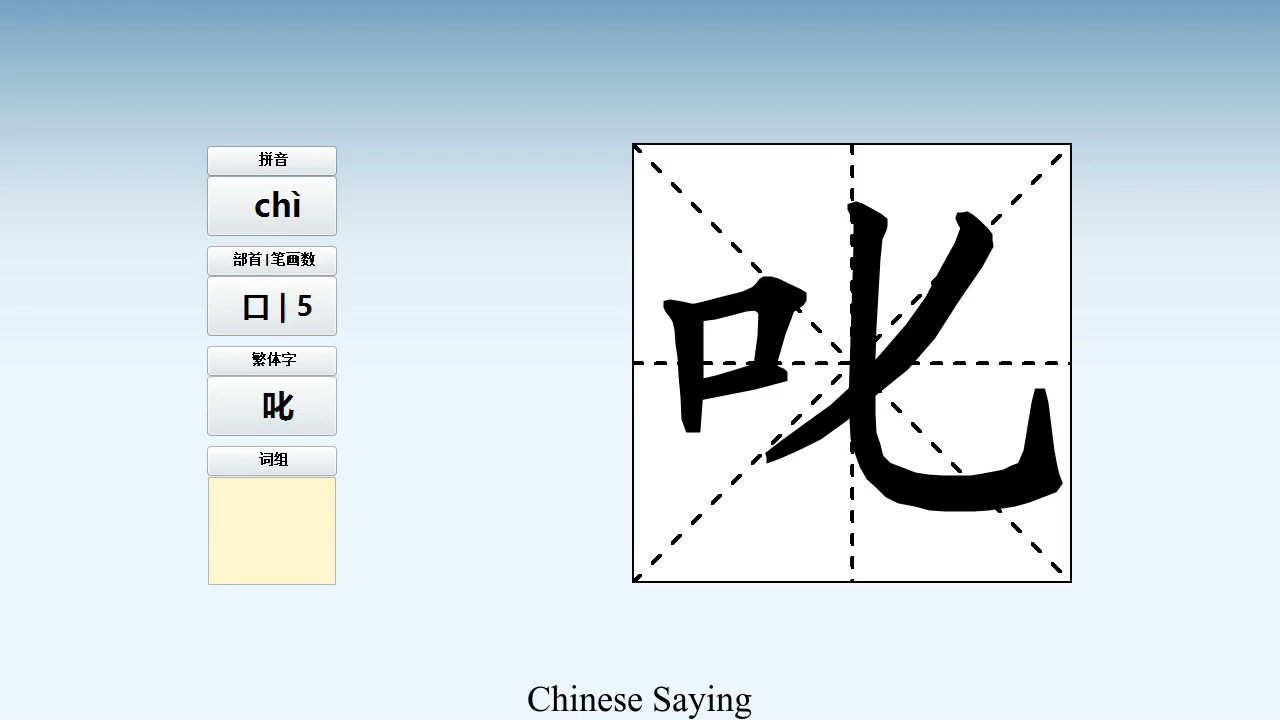 拼音
chì
部首|笔画数
口 | 5
繁体字
叱
词组
叱
Chinese Saying